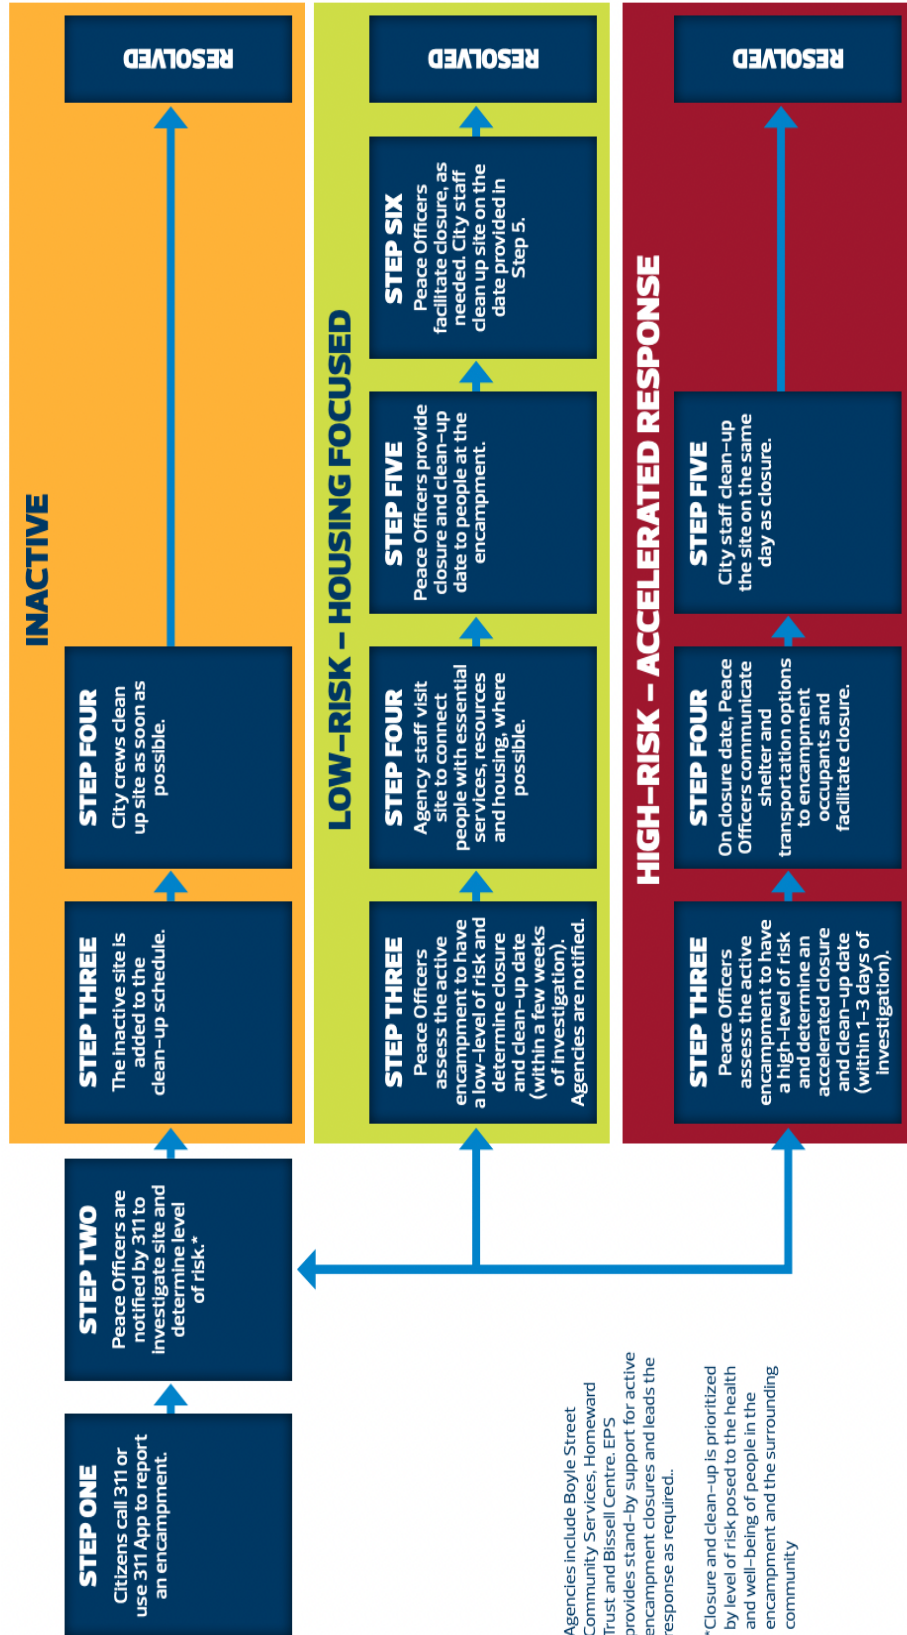 STEP ONE
Citizens call 311 or
use 311 App to report
an encampment.
STEP TWO
Peace Officers are
notified by 311 to
investigate site and
determine level
of risk.*
INACTIVE
STEP THREE
The inactive site is
added to the
clean-up schedule.
STEP FOUR
City crews clean
up site as soon as
possible.
RESOLVED
LOW-RISK – HOUSING FOCUSED
STEP THREE
Peace Officers
assess the active
encampment to have
a low-level of risk and
determine closure
and clean-up date
(within a few weeks
of investigation).
Agencies are notified.
STEP FOUR
Agency staff visit
site to connect
people with essential
services, resources
and housing, where
possible.
STEP FIVE
Peace Officers provide
closure and clean-up
date to people at the
encampment.
STEP SIX
Peace Officers
facilitate closure, as
needed. City staff
clean up site on the
date provided in
Step 5.
RESOLVED
HIGH-RISK – ACCELERATED RESPONSE
STEP THREE
Peace Officers
assess the active
encampment to have
a high-level of risk
and determine an
accelerated closure
and clean-up date
(within 1-3 days of
investigation).
STEP FOUR
On closure date, Peace
Officers communicate
shelter and
transportation options
to encampment
occupants and
facilitate closure.
STEP FIVE
City staff clean-up
the site on the same
day as closure.
RESOLVED
Agencies include Boyle Street
Community Services, Homeward
Trust and Bissell Centre. EPS
provides stand-by support for active
encampment closures and leads the
response as required..
*Closure and clean-up is prioritized
by level of risk posed to the health
and well-being of people in the
encampment and the surrounding
community